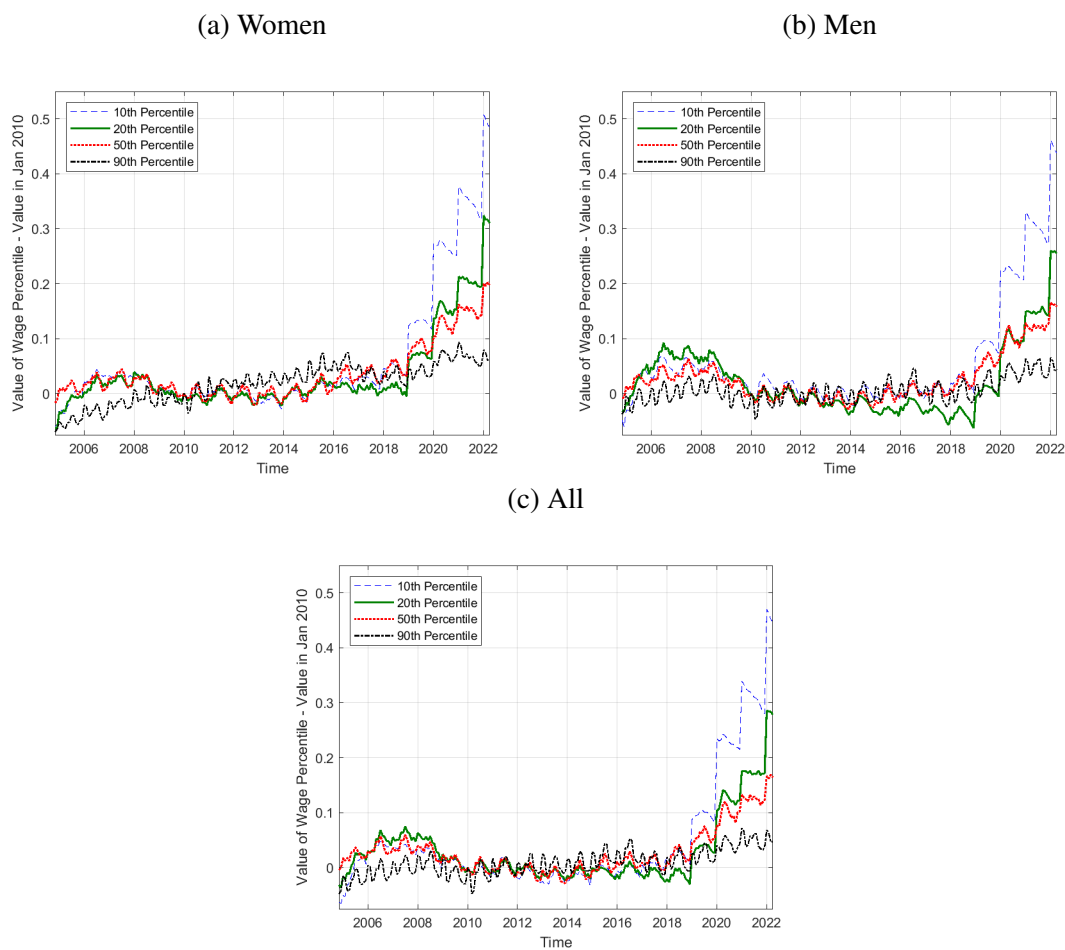 (a) Women
Value of Wage Percentile - Value in Jan 2010
0.5
0.4
0.3
0.2
0.1
0
10th Percentile
20th Percentile
50th Percentile
90th Percentile
2006 2008 2010 2012 2014 2016 2018 2020 2022
Time
(b) Men
Value of Wage Percentile - Value in Jan 2010
0.5
0.4
0.3
0.2
0.1
0
10th Percentile
20th Percentile
50th Percentile
90th Percentile
2006 2008 2010 2012 2014 2016 2018 2020 2022
Time
(c) All
Value of Wage Percentile - Value in Jan 2010
0.5
0.4
0.3
0.2
0.1
0
10th Percentile
20th Percentile
50th Percentile
90th Percentile
2006 2008 2010 2012 2014 2016 2018 2020 2022
Time